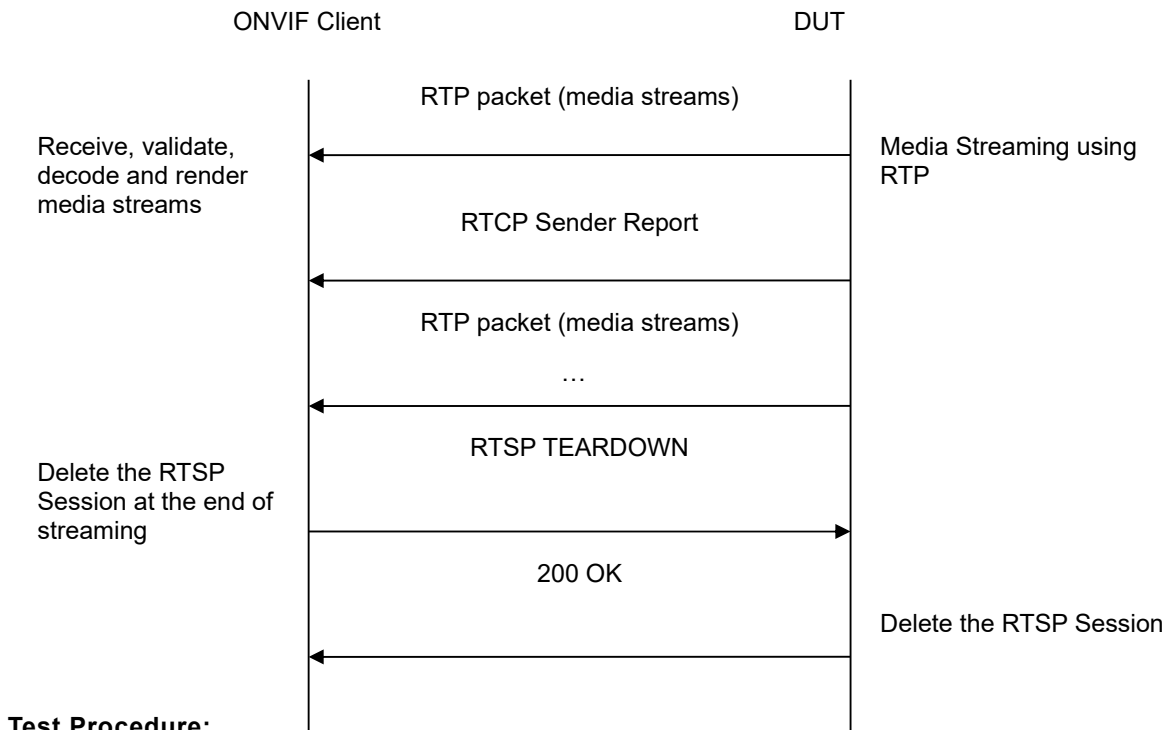 ONVIF Client
DUT
RTP packet (media streams)
Receive, validate,
decode and render
media streams
Media Streaming using
RTP
RTCP Sender Report
RTP packet (media streams)
…
RTSP TEARDOWN
Delete the RTSP
Session at the end of
streaming
200 OK
Delete the RTSP Session
Test Procedure: